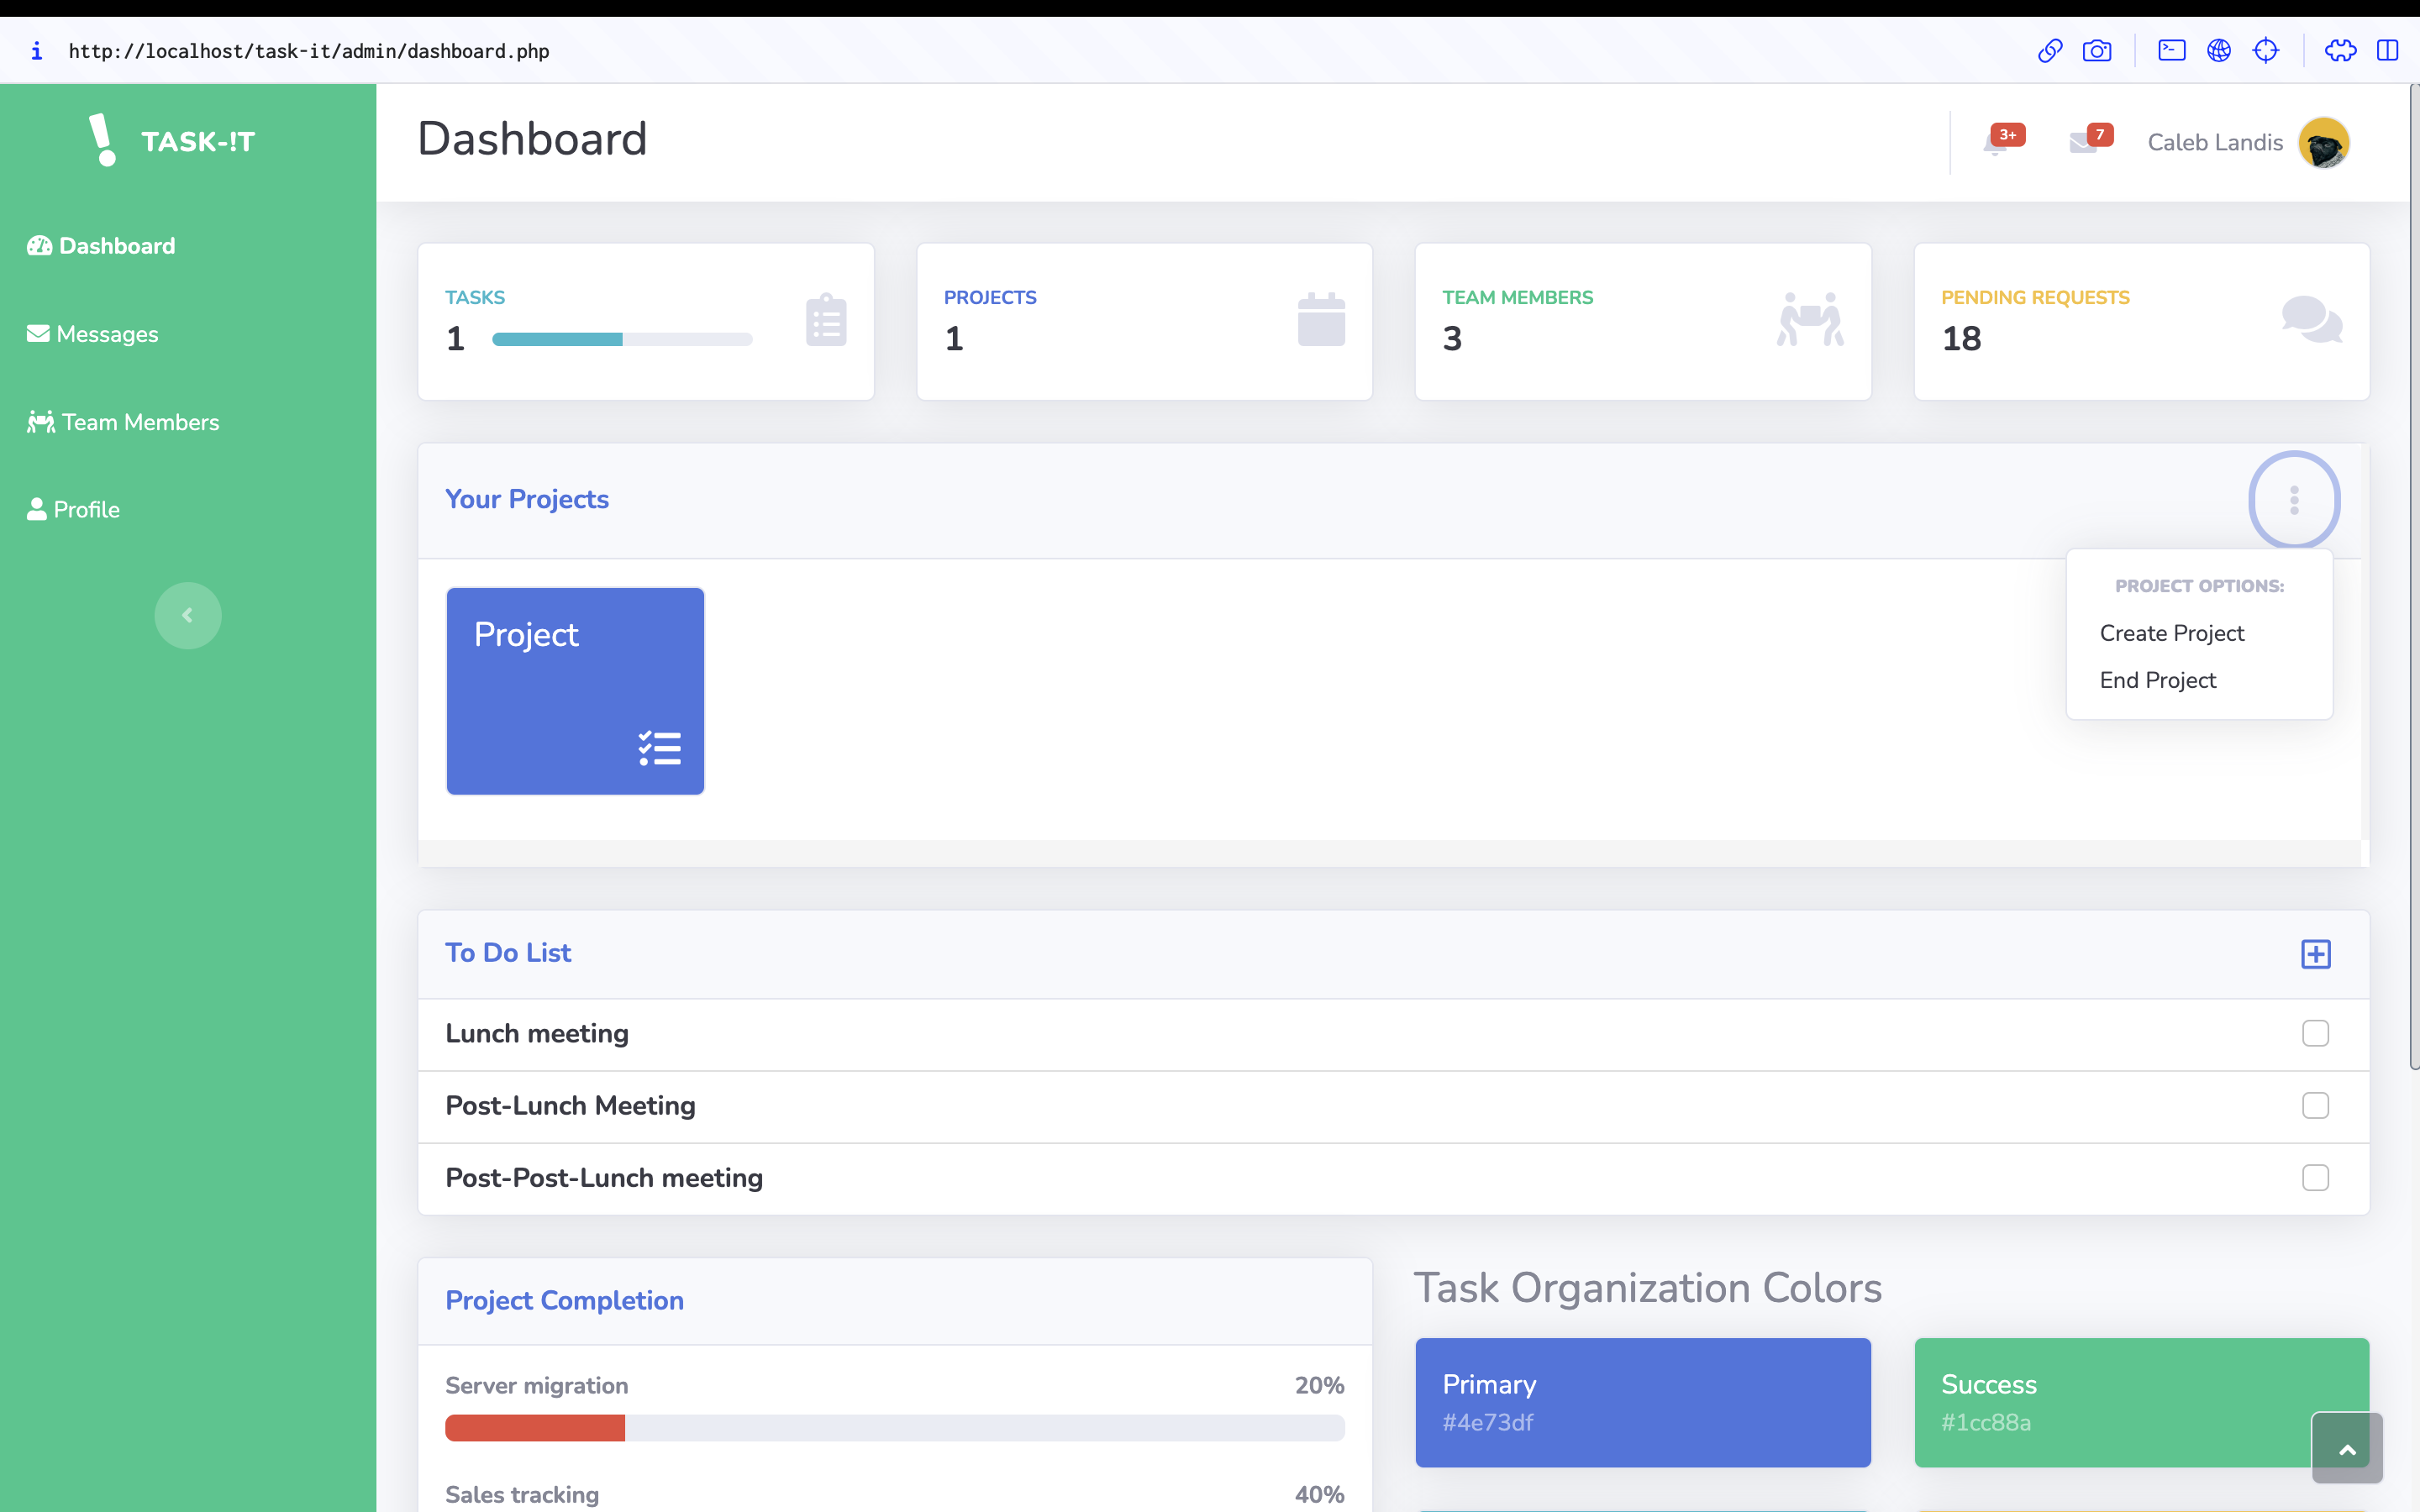 http://localhost/task-it/admin/dashboard.php
TASK-!T
Dashboard
Messages
Team Members
Profile
Dashboard
3+
7
Caleb Landis
TASKS
1
PROJECTS
1
TEAM MEMBERS
3
PENDING REQUESTS
18
Your Projects
Project
PROJECT OPTIONS:
Create Project
End Project
To Do List
Lunch meeting
Post-Lunch Meeting
Post-Post-Lunch meeting
Project Completion
Server migration 20%
Sales tracking 40%
Task Organization Colors
Primary
#4e73df
Success
#1cc88a